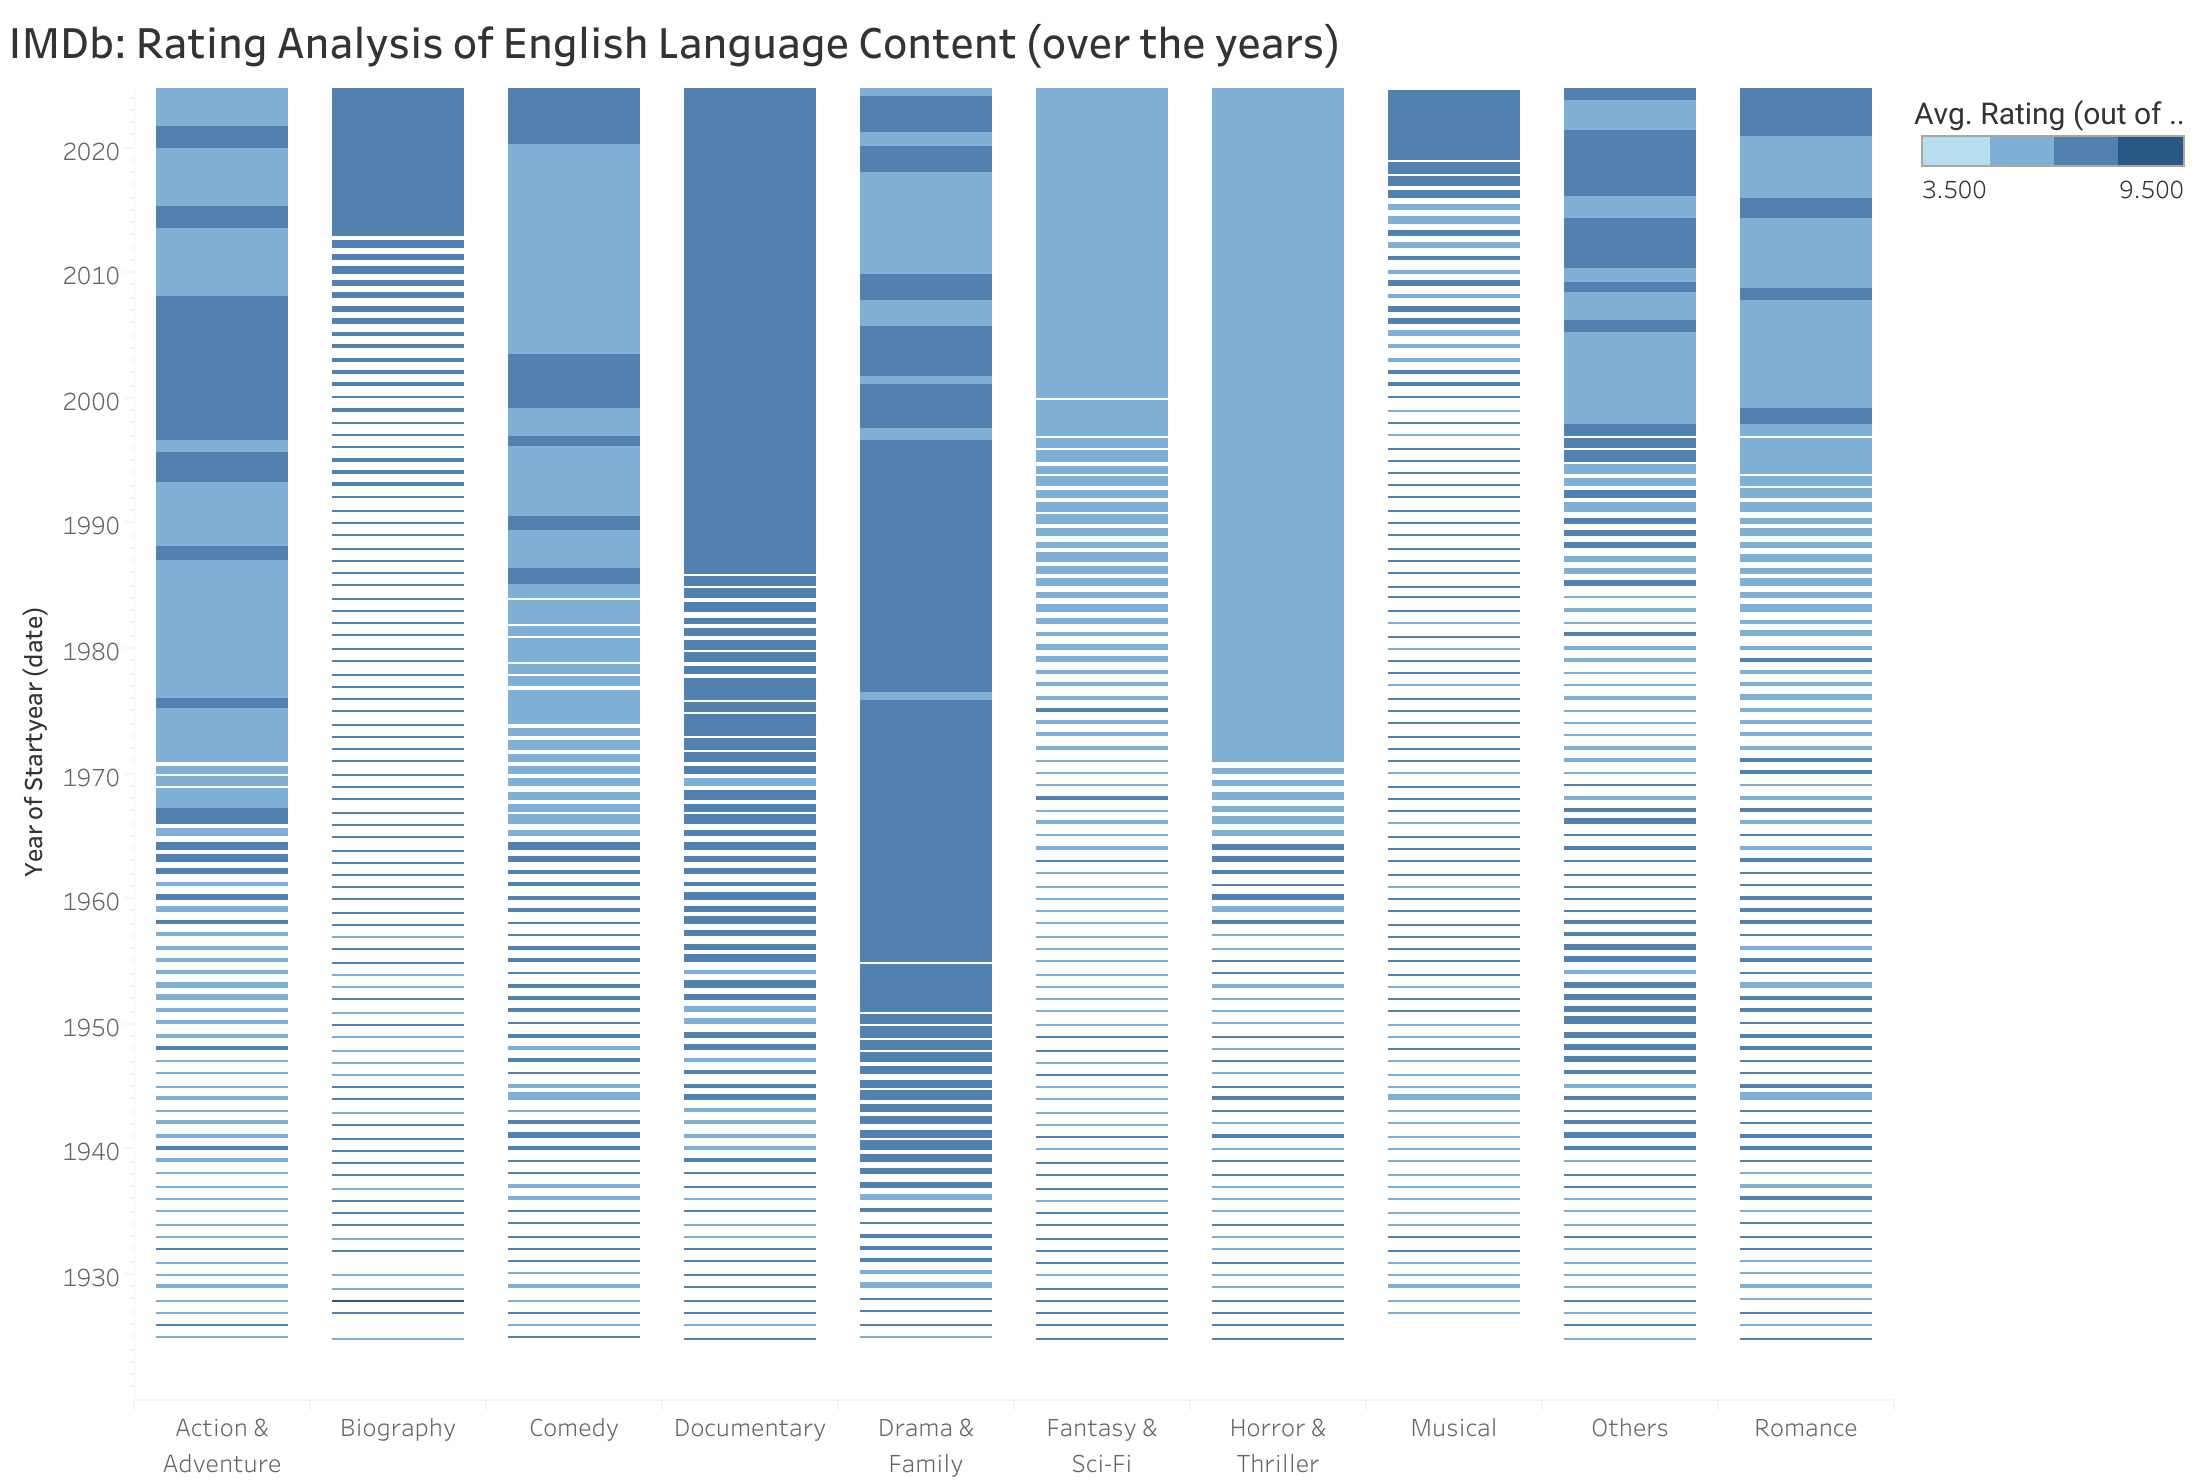 IMDb: Rating Analysis of English Language Content (over the years)
Avg. Rating (out of ..
3.500 9.500
Year of Startyear (date)
2020
2010
2000
1990
1980
1970
1960
1950
1940
1930
Action & Adventure
Biography
Comedy
Documentary
Drama & Family
Fantasy & Sci-Fi
Horror & Thriller
Musical
Others
Romance